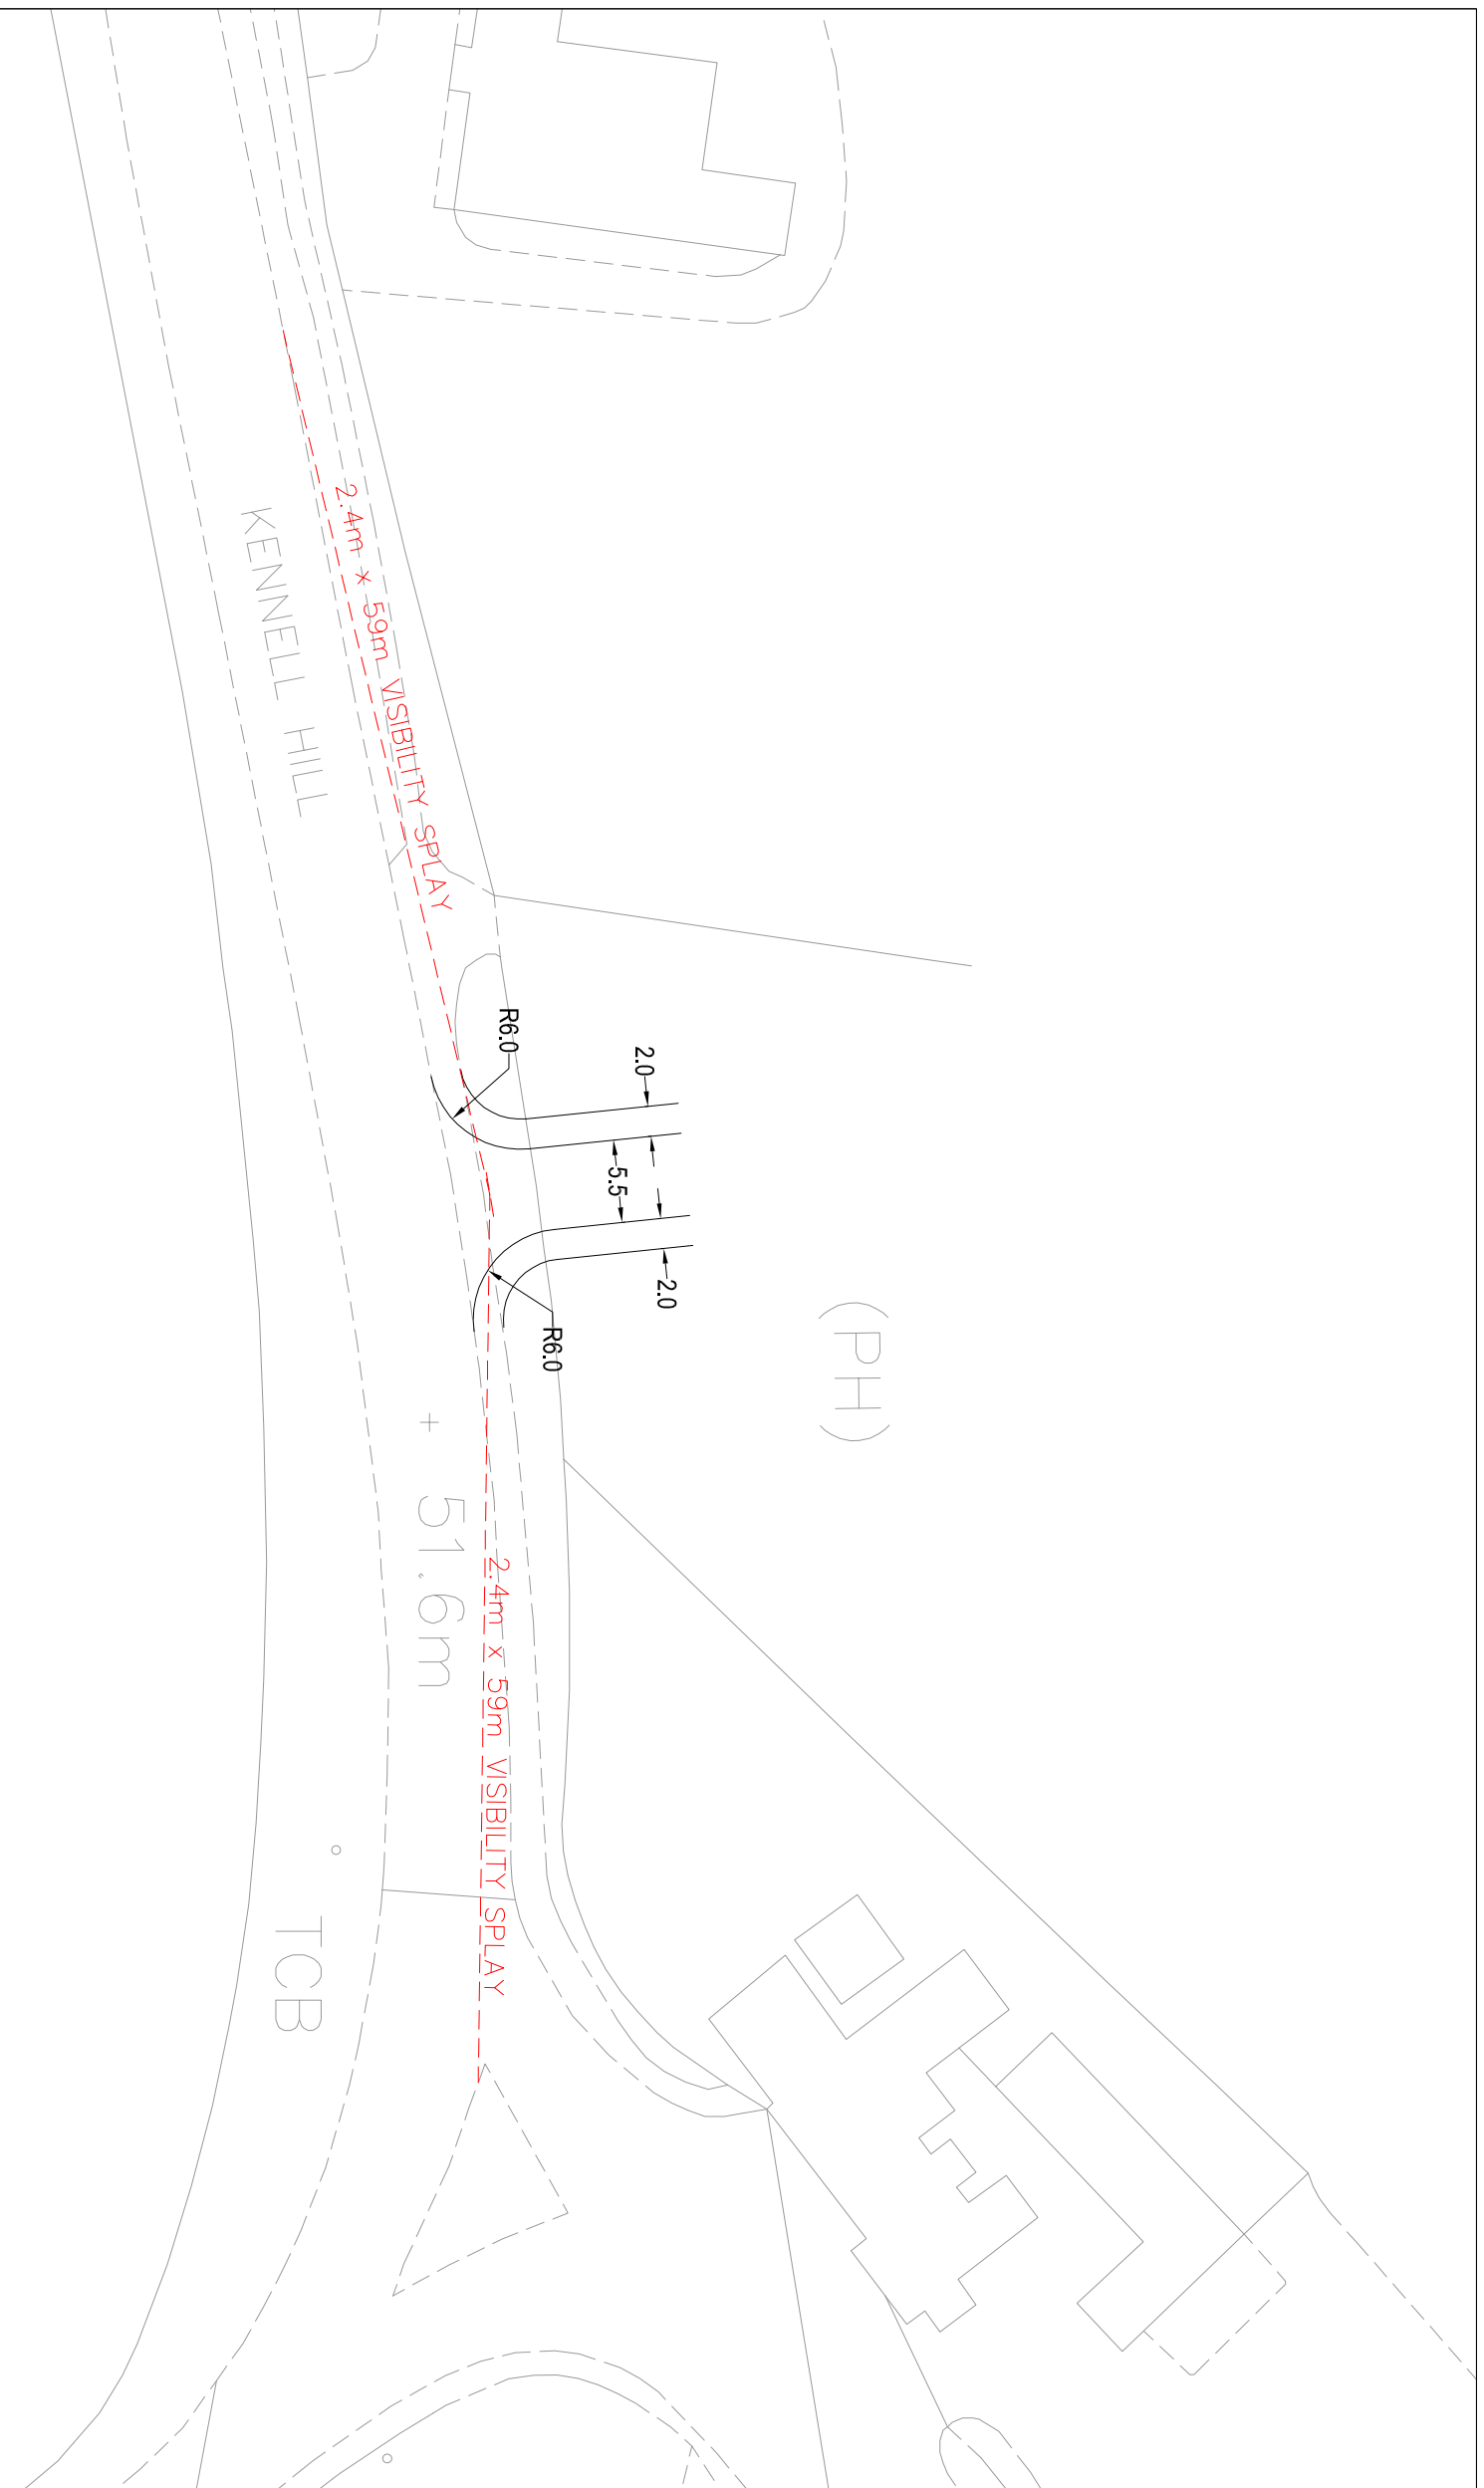 2.4m x 59m VISIBILITY SPLAY
KENNELL HILL
R6.0
2.0
5.5
2.0
R6.0
(PH)
+ 51.6m
2.4m x 59m VISIBILITY SPLAY
TCB